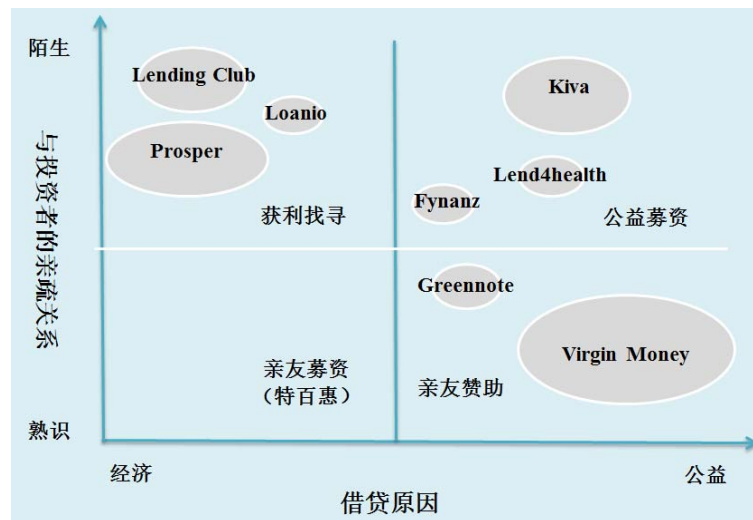 陌生
与投资者的亲疏关系
熟识
Lending Club
Loanio
Prosper
获利找寻
Kiva
Lend4health
Fynanz
公益募资
亲友募资
（特百惠）
Greennote
Virgin Money
亲友赞助
经济
公益
借贷原因